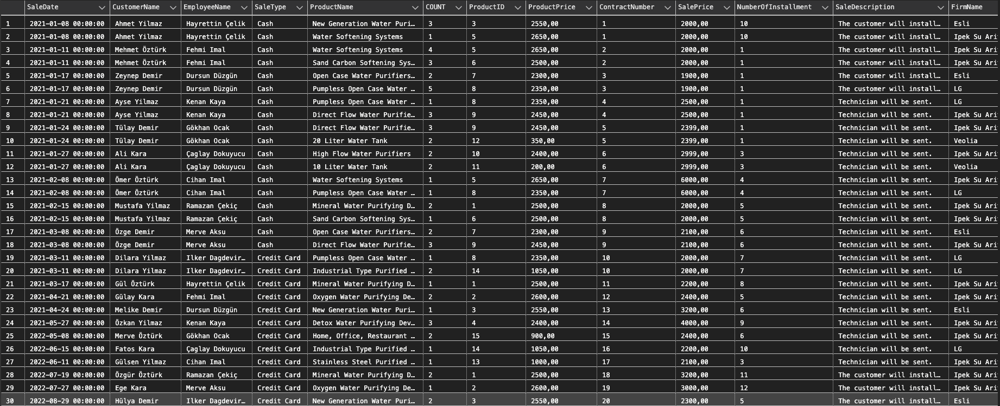 SaleDate CustomerName EmployeeName SaleType ProductName COUNT ProductID ProductPrice ContractNumber SalePrice NumberOfInstallment SaleDescription FirmName
1 2021-01-08 00:00:00 Ahmet Yilmaz Hayrettin Çelik Cash New Generation Water Puri… 3 3 2550,00 1 2000,00 10 The customer will install… Esli
2 2021-01-08 00:00:00 Ahmet Yilmaz Hayrettin Çelik Cash Water Softening Systems 1 5 2650,00 1 2000,00 10 The customer will install… Ipek Su Ari
3 2021-01-11 00:00:00 Mehmet Öztürk Fehmi Imal Cash Water Softening Systems 4 5 2650,00 2 2000,00 1 The customer will install… Ipek Su Ari
4 2021-01-11 00:00:00 Mehmet Öztürk Fehmi Imal Cash Sand Carbon Softening Sys… 3 6 2500,00 2 2000,00 1 The customer will install… Ipek Su Ari
5 2021-01-17 00:00:00 Zeynep Demir Dursun Düzgün Cash Open Case Water Purifiers… 2 7 2300,00 3 1900,00 1 The customer will install… Esli
6 2021-01-17 00:00:00 Zeynep Demir Dursun Düzgün Cash Pumpless Open Case Water … 5 8 2350,00 3 1900,00 1 The customer will install… LG
7 2021-01-21 00:00:00 Ayse Yilmaz Kenan Kaya Cash Pumpless Open Case Water … 1 8 2350,00 4 2500,00 1 Technician will be sent. LG
8 2021-01-21 00:00:00 Ayse Yilmaz Kenan Kaya Cash Direct Flow Water Purifie… 3 9 2450,00 4 2500,00 1 Technician will be sent. Ipek Su Ari
9 2021-01-24 00:00:00 Tülay Demir Gökhan Ocak Cash Direct Flow Water Purifie… 3 9 2450,00 5 2399,00 1 Technician will be sent. Ipek Su Ari
10 2021-01-24 00:00:00 Tülay Demir Gökhan Ocak Cash 20 Liter Water Tank 2 12 350,00 5 2399,00 1 Technician will be sent. Veolia
11 2021-01-27 00:00:00 Ali Kara Çaglay Dokuyucu Cash High Flow Water Purifiers 2 10 2400,00 6 2999,00 3 Technician will be sent. Ipek Su Ari
12 2021-01-27 00:00:00 Ali Kara Çaglay Dokuyucu Cash 10 Liter Water Tank 2 11 200,00 6 2999,00 3 Technician will be sent. Veolia
13 2021-02-08 00:00:00 Ömer Öztürk Cihan Imal Cash Water Softening Systems 1 5 2650,00 7 6000,00 4 Technician will be sent. Ipek Su Ari
14 2021-02-08 00:00:00 Ömer Öztürk Cihan Imal Cash Pumpless Open Case Water … 1 8 2350,00 7 6000,00 4 Technician will be sent. LG
15 2021-02-15 00:00:00 Mustafa Yilmaz Ramazan Çekiç Cash Mineral Water Purifying D… 2 1 2500,00 8 2000,00 5 Technician will be sent. Ipek Su Ari
16 2021-02-15 00:00:00 Mustafa Yilmaz Ramazan Çekiç Cash Sand Carbon Softening Sys… 1 6 2500,00 8 2000,00 5 Technician will be sent. Ipek Su Ari
17 2021-03-08 00:00:00 Özge Demir Merve Aksu Cash Open Case Water Purifiers… 2 7 2300,00 9 2100,00 6 Technician will be sent. Esli
18 2021-03-08 00:00:00 Özge Demir Merve Aksu Cash Direct Flow Water Purifie… 3 9 2450,00 9 2100,00 6 Technician will be sent. Ipek Su Ari
19 2021-03-11 00:00:00 Dilara Yilmaz Ilker Dagdevir… Credit Card Pumpless Open Case Water … 1 8 2350,00 10 2000,00 7 Technician will be sent. LG
20 2021-03-11 00:00:00 Dilara Yilmaz Ilker Dagdevir… Credit Card Industrial Type Purified … 2 14 1050,00 10 2000,00 7 Technician will be sent. LG
21 2021-03-17 00:00:00 Gül Öztürk Hayrettin Çelik Credit Card Mineral Water Purifying D… 1 1 2500,00 11 2200,00 8 Technician will be sent. Ipek Su Ari
22 2021-04-21 00:00:00 Gülay Kara Fehmi Imal Credit Card Oxygen Water Purifying De… 2 2 2600,00 12 2400,00 5 Technician will be sent. Ipek Su Ari
23 2021-04-24 00:00:00 Melike Demir Dursun Düzgün Credit Card New Generation Water Puri… 1 3 2550,00 13 3200,00 6 Technician will be sent. Esli
24 2021-05-27 00:00:00 Özkan Yilmaz Kenan Kaya Credit Card Detox Water Purifying Dev… 3 4 2400,00 14 4000,00 9 Technician will be sent. Ipek Su Ari
25 2022-05-08 00:00:00 Merve Öztürk Gökhan Ocak Credit Card Home, Office, Restaurant … 2 15 900,00 15 2400,00 6 Technician will be sent. Ipek Su Ari
26 2022-06-15 00:00:00 Fatos Kara Çaglay Dokuyucu Credit Card Industrial Type Purified … 1 14 1050,00 16 2200,00 10 Technician will be sent. LG
27 2022-06-11 00:00:00 Gülsen Yilmaz Cihan Imal Credit Card Stainless Steel Purified … 1 13 1000,00 17 2100,00 3 Technician will be sent. Ipek Su Ari
28 2022-07-19 00:00:00 Özgür Öztürk Ramazan Çekiç Credit Card Mineral Water Purifying D… 2 1 2500,00 18 3200,00 11 The customer will install… Ipek Su Ari
29 2022-07-27 00:00:00 Ege Kara Merve Aksu Credit Card Oxygen Water Purifying De… 1 2 2600,00 19 3000,00 12 The customer will install… Ipek Su Ari
30 2022-08-29 00:00:00 Hülya Demir Ilker Dagdevir… Credit Card New Generation Water Puri… 2 3 2550,00 20 2300,00 5 The customer will install… Esli